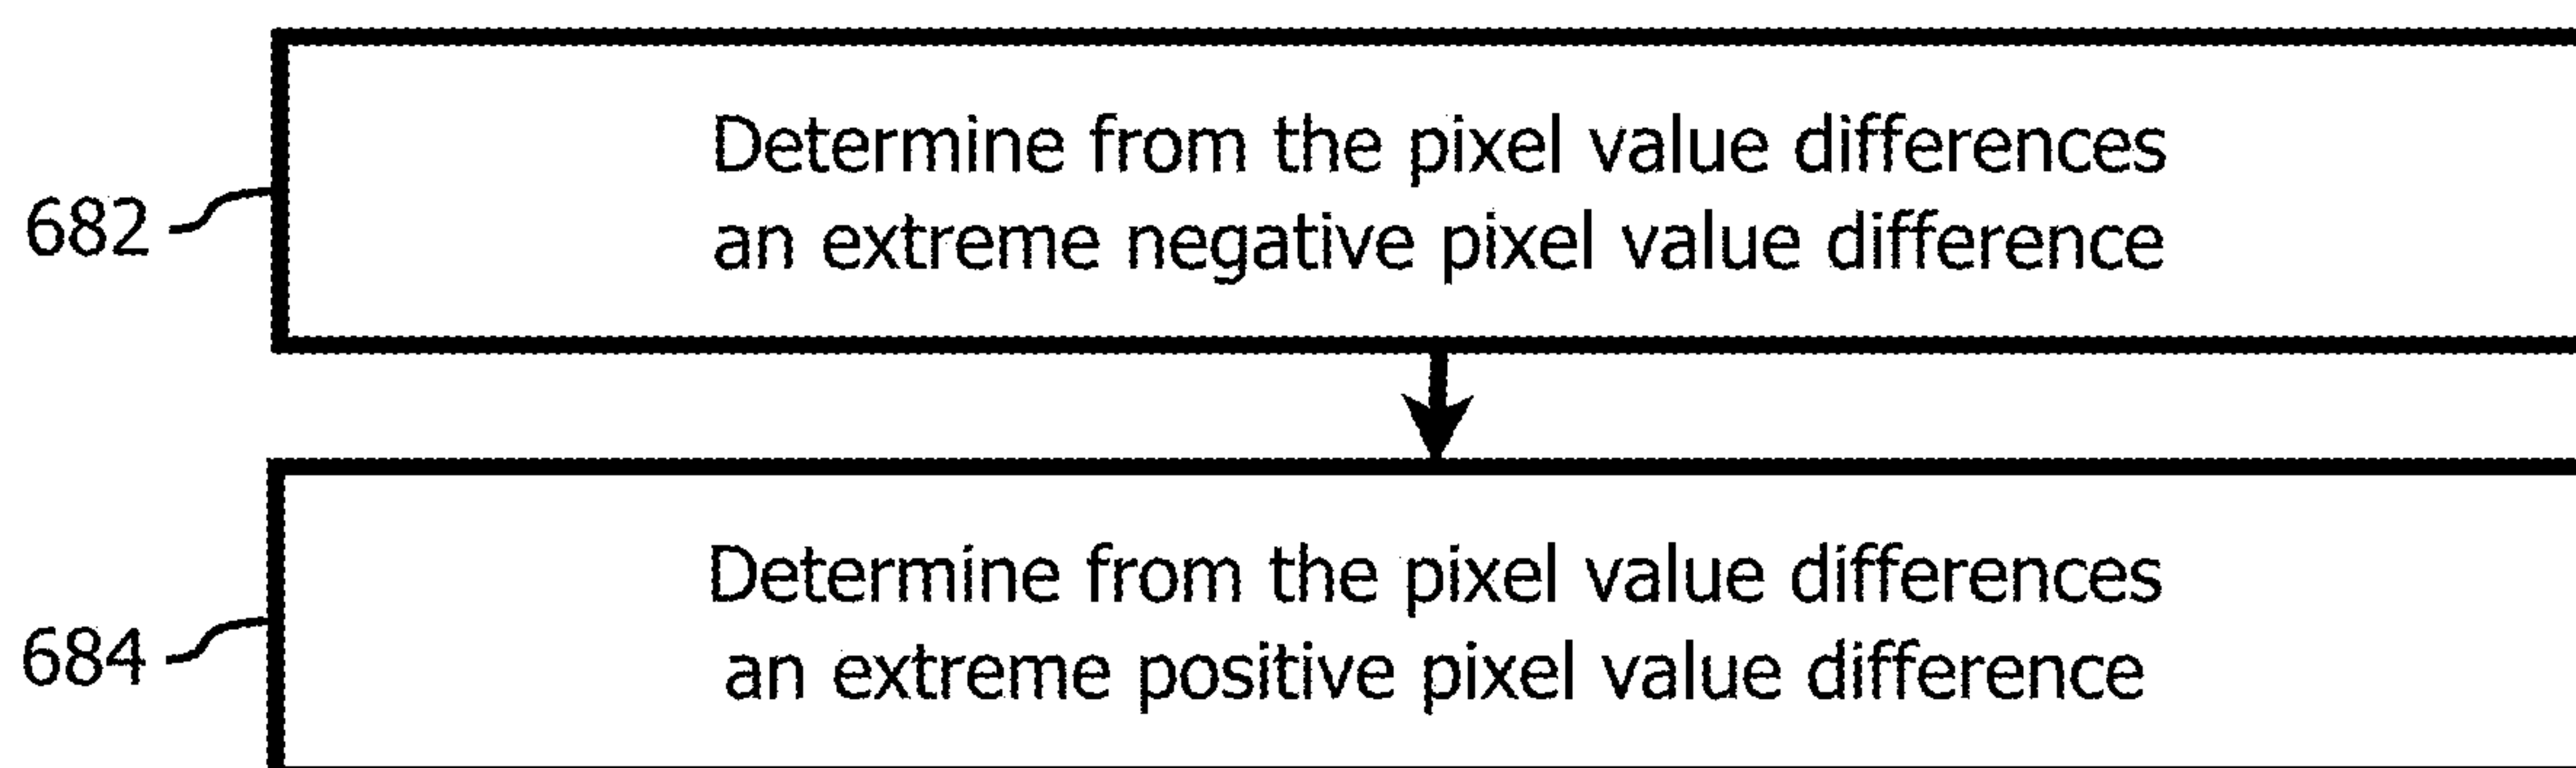 Determine from the pixel value differences
an extreme negative pixel value difference
682
Determine from the pixel value differences
an extreme positive pixel value difference
684